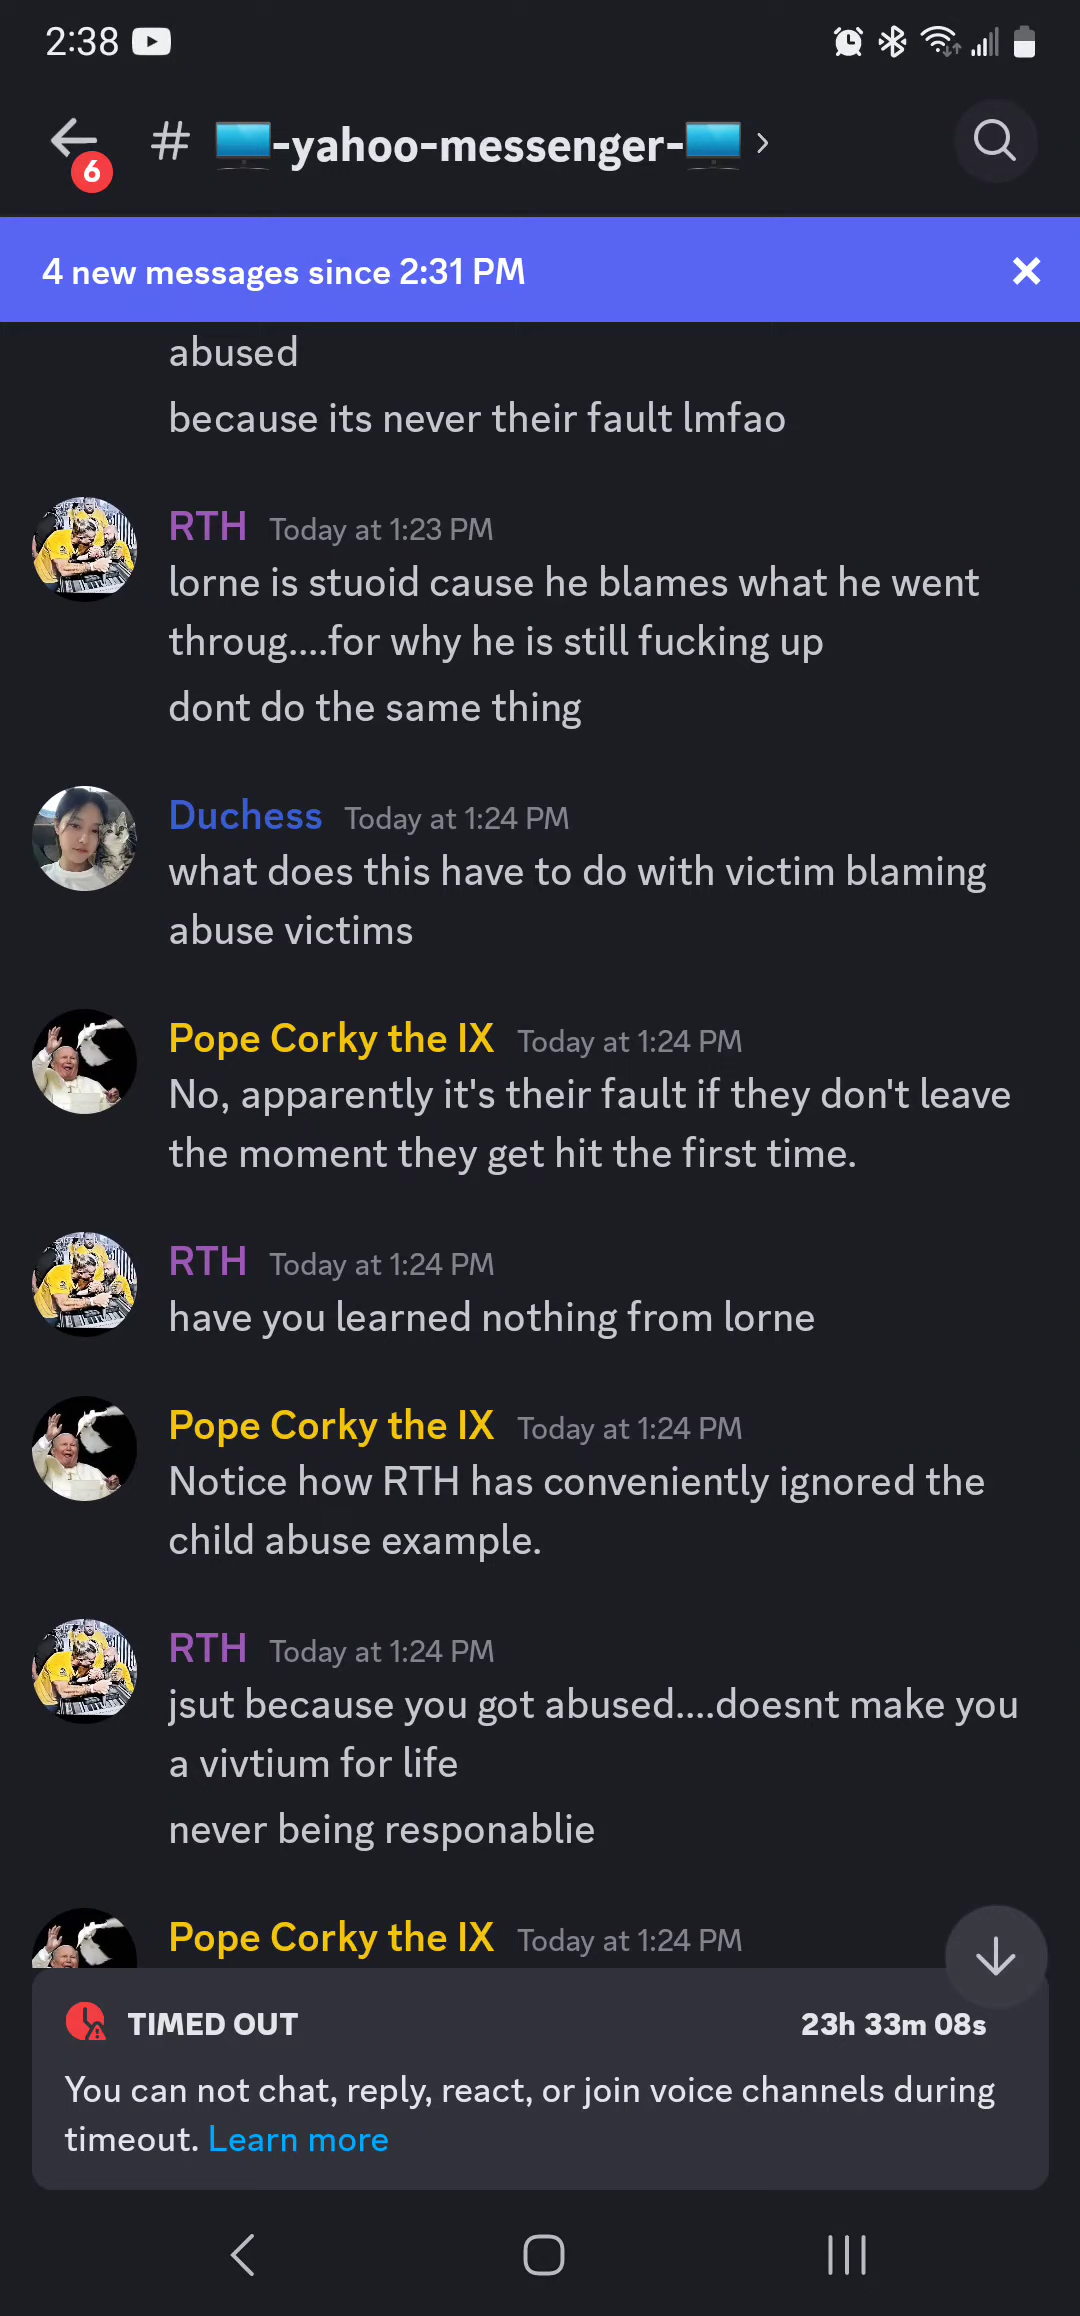 2:38
# 🖥️-yahoo-messenger-🖥️ >
6
4 new messages since 2:31 PM
abused
because its never their fault lmfao
RTH Today at 1:23 PM
lorne is stuoid cause he blames what he went
throug....for why he is still fucking up
dont do the same thing
Duchess Today at 1:24 PM
what does this have to do with victim blaming
abuse victims
Pope Corky the IX Today at 1:24 PM
No, apparently it's their fault if they don't leave
the moment they get hit the first time.
RTH Today at 1:24 PM
have you learned nothing from lorne
Pope Corky the IX Today at 1:24 PM
Notice how RTH has conveniently ignored the
child abuse example.
RTH Today at 1:24 PM
jsut because you got abused....doesnt make you
a vivtium for life
never being responablie
Pope Corky the IX Today at 1:24 PM
TIMED OUT 23h 33m 08s
You can not chat, reply, react, or join voice channels during
timeout. Learn more